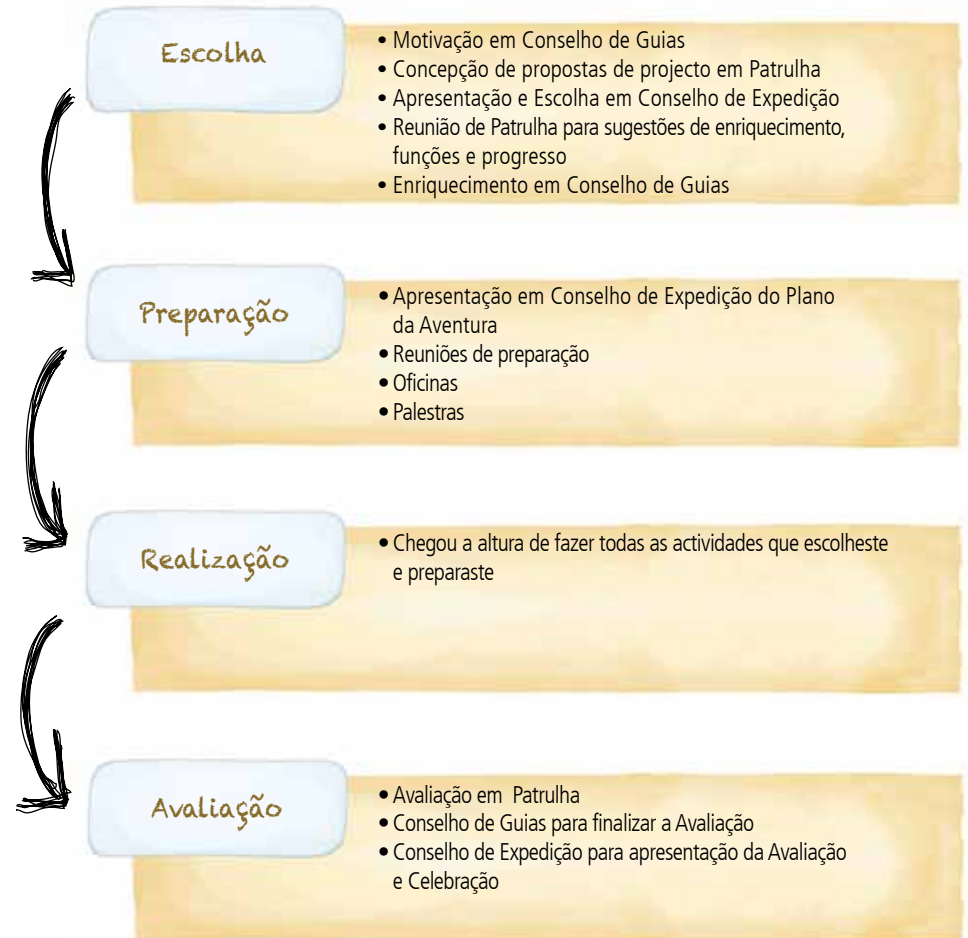 Escolha
• Motivação em Conselho de Guias
• Concepção de propostas de projecto em Patrulha
• Apresentação e Escolha em Conselho de Expedição
• Reunião de Patrulha para sugestões de enriquecimento,
funções e progresso
• Enriquecimento em Conselho de Guias
Preparação
• Apresentação em Conselho de Expedição do Plano
da Aventura
• Reuniões de preparação
• Oficinas
• Palestras
Realização
• Chegou a altura de fazer todas as actividades que escolheste
e preparaste
Avaliação
• Avaliação em Patrulha
• Conselho de Guias para finalizar a Avaliação
• Conselho de Expedição para apresentação da Avaliação
e Celebração